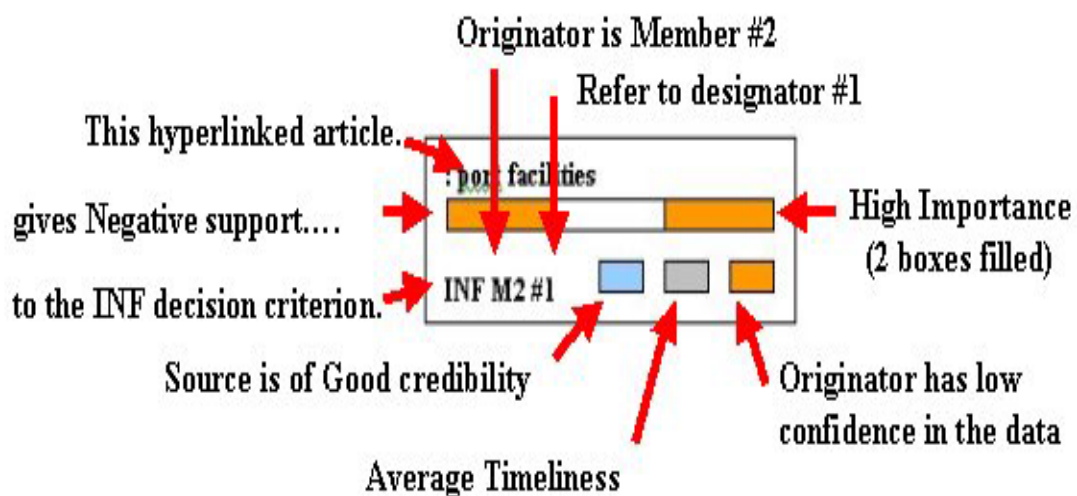 Originator is Member #2
Refer to designator #1
This hyperlinked article.
: port facilities
gives Negative support....
High Importance
(2 boxes filled)
to the INF decision criterion.
INF M2 #1
Source is of Good credibility
Originator has low
confidence in the data
Average Timeliness